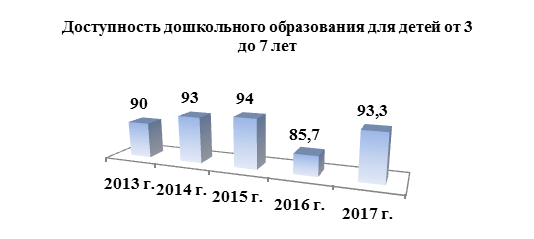 Доступность дошкольного образования для детей от 3
до 7 лет
90
93
94
85,7
93,3
2013 г.
2014 г.
2015 г.
2016 г.
2017 г.